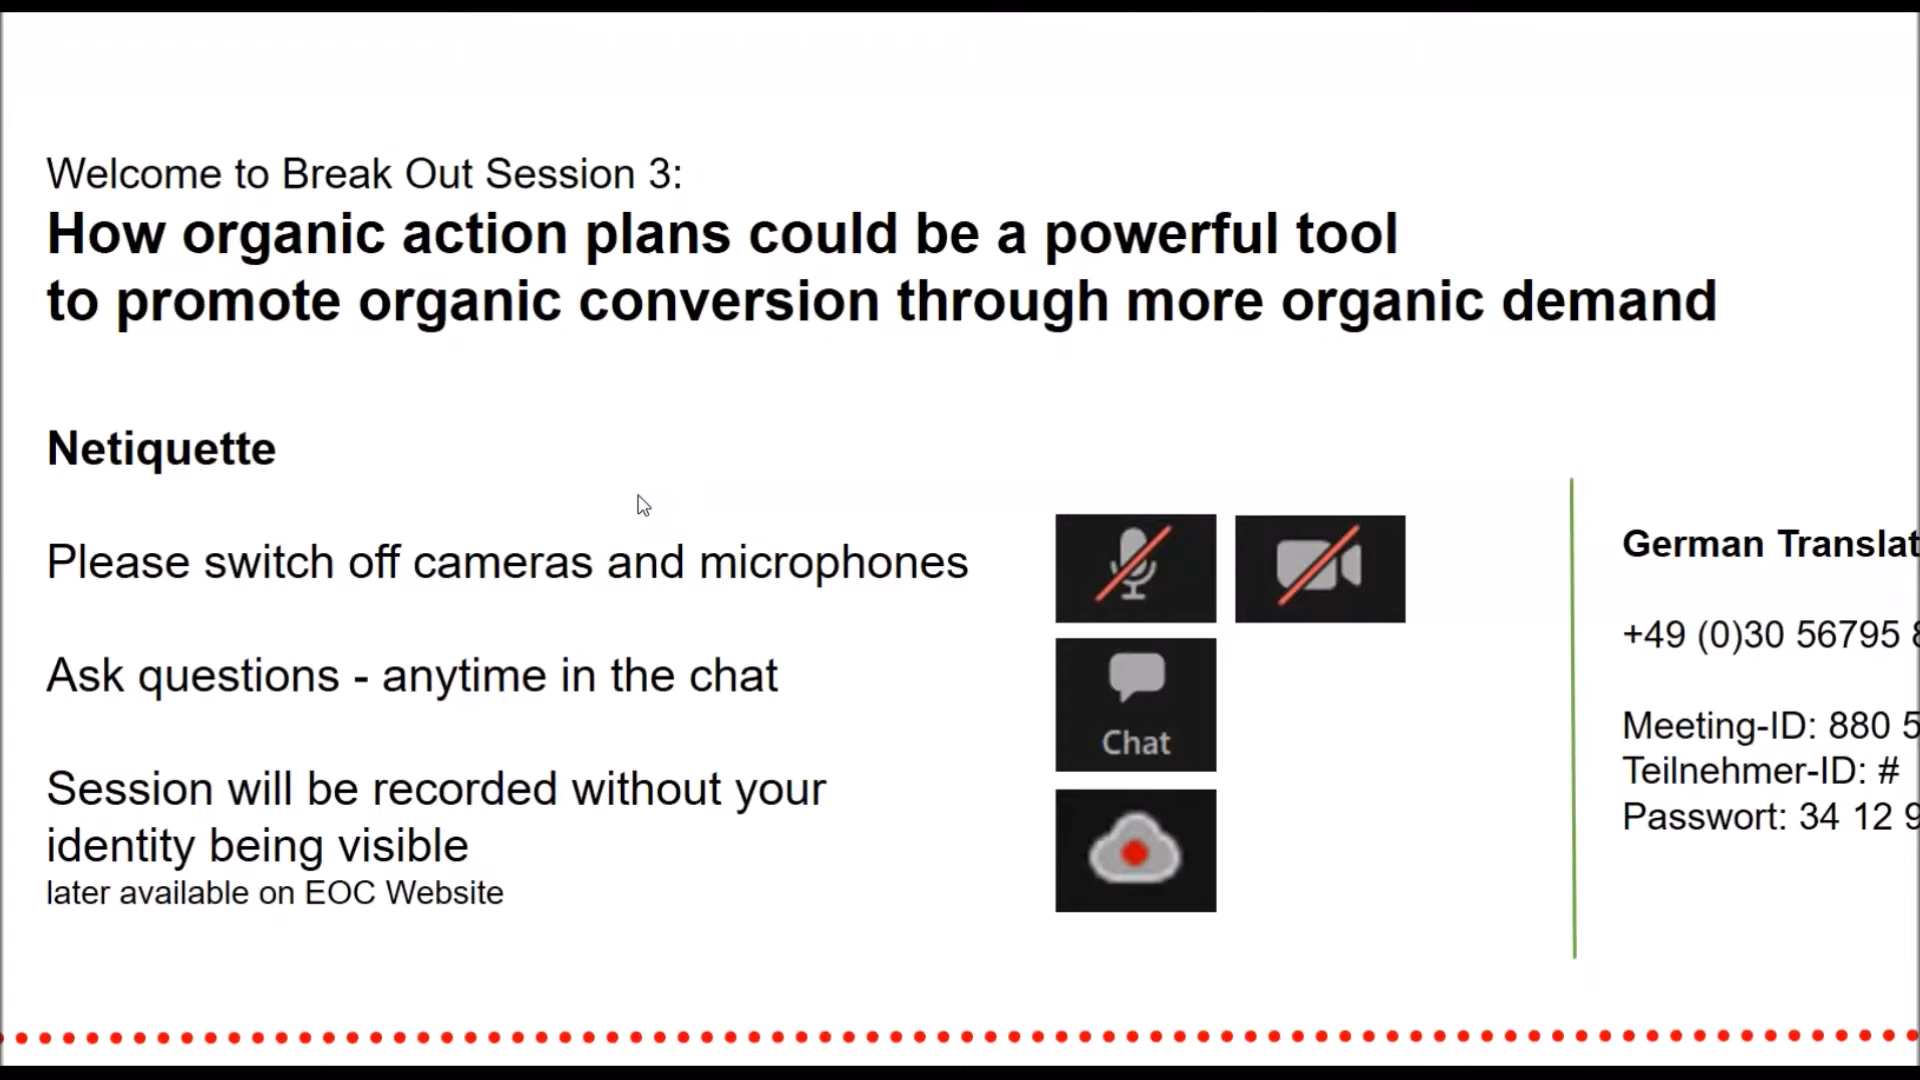 Welcome to Break Out Session 3:
How organic action plans could be a powerful tool
to promote organic conversion through more organic demand
Netiquette
Please switch off cameras and microphones
Ask questions - anytime in the chat
Chat
Session will be recorded without your
identity being visible
later available on EOC Website
German
+49 (0)30 56795
Meeting-ID: 880
Teilnehmer-ID: #
Passwort: 34 12